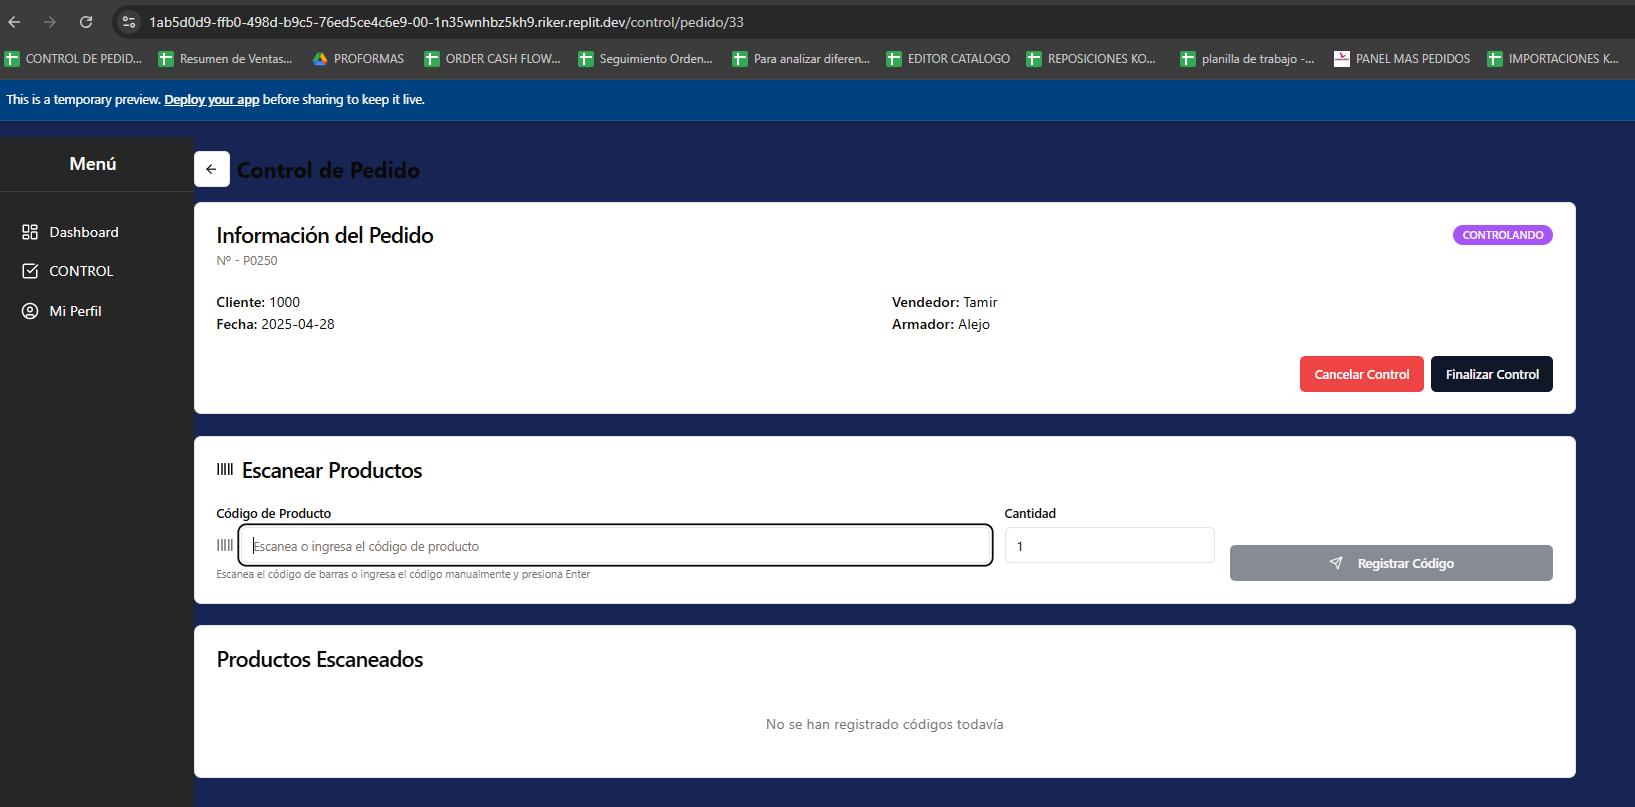 1ab5d0d9-ffb0-498d-b9c5-76ed5ce4c6e9-00-1n35wnhbz5kh9.riker.replit.dev/control/pedido/33
CONTROL DE PEDID... Resumen de Ventas... PROFORMAS ORDER CASH FLOW... Seguimiento Orden... Para analizar diferen... EDITOR CATALOGO REPOSICIONES KO... planilla de trabajo -... PANEL MAS PEDIDOS IMPORTACIONES K...
This is a temporary preview. Deploy your app before sharing to keep it live.
Menú
Dashboard
CONTROL
Mi Perfil
Control de Pedido
Información del Pedido
CONTROLANDO
Nº - P0250
Cliente: 1000
Vendedor: Tamir
Fecha: 2025-04-28
Armador: Alejo
Cancelar Control
Finalizar Control
Escanear Productos
Código de Producto
Cantidad
Escanea o ingresa el código de producto
1
Registrar Código
Escanea el código de barras o ingresa el código manualmente y presiona Enter
Productos Escaneados
No se han registrado códigos todavía